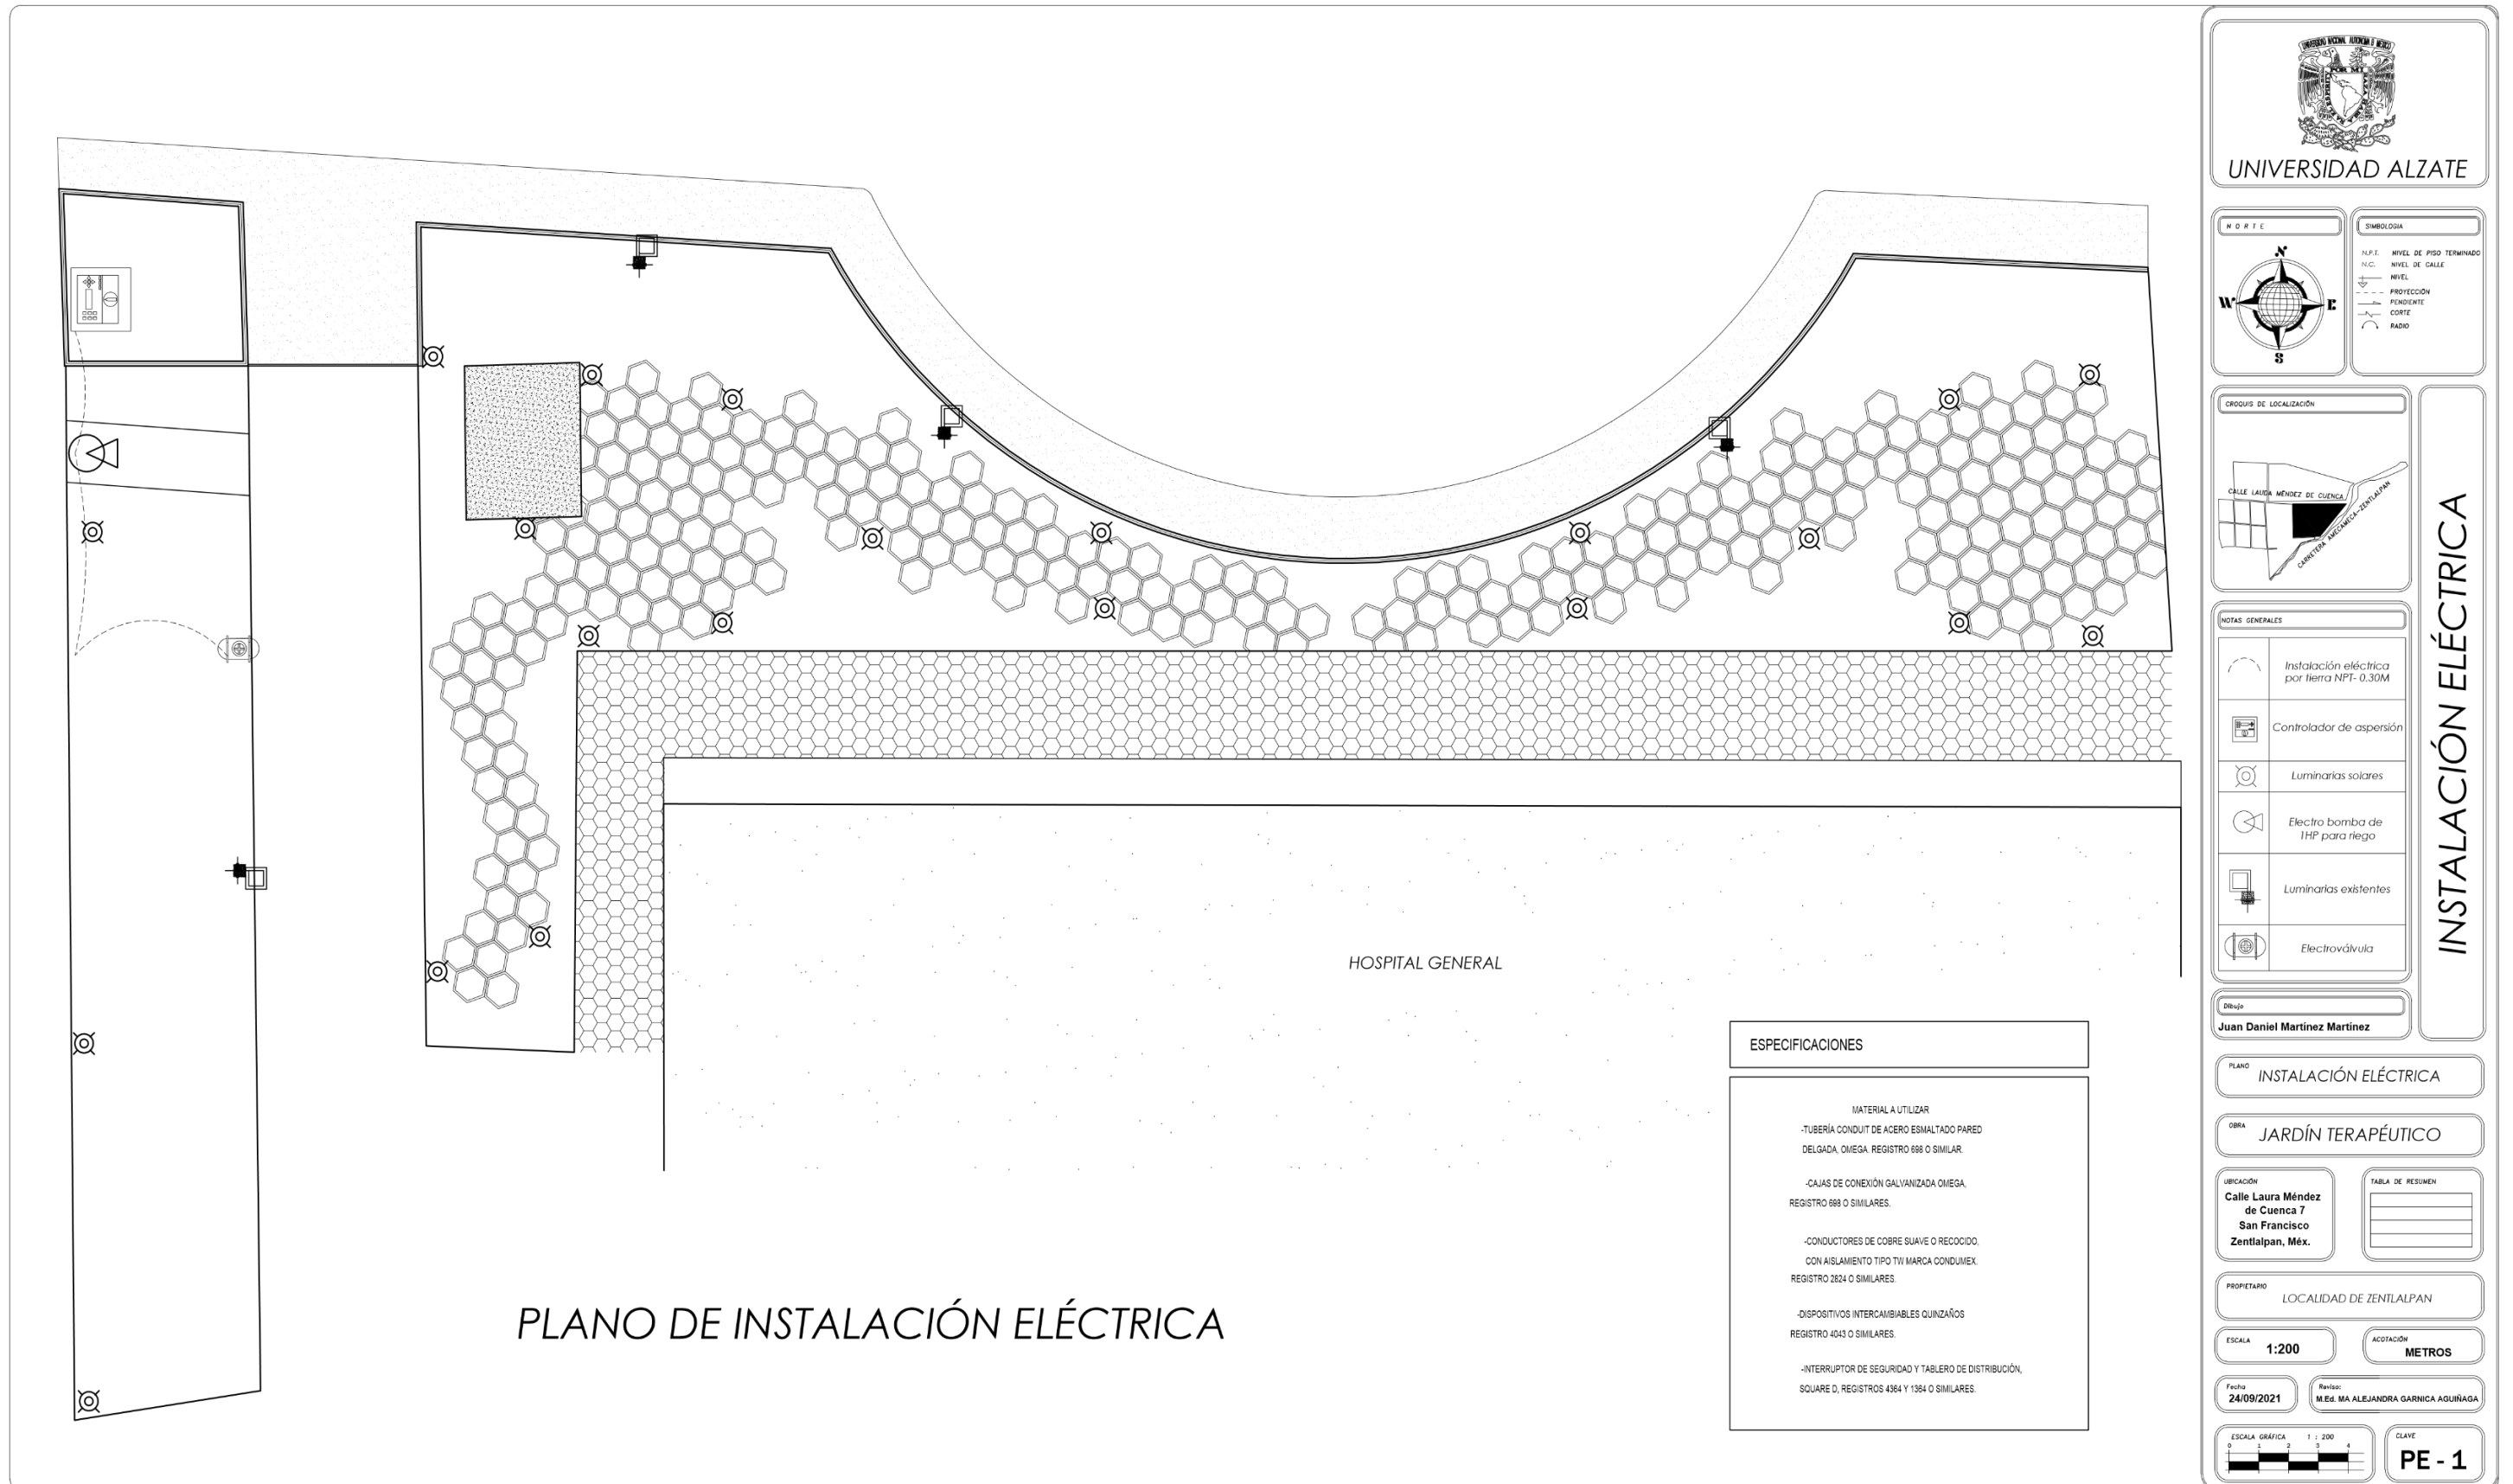 HOSPITAL GENERAL
ESPECIFICACIONES
MATERIAL A UTILIZAR
-TUBERÍA CONDUIT DE ACERO ESMALTADO PARED
DELGADA, OMEGA. REGISTRO 698 O SIMILAR.
-CAJAS DE CONEXIÓN GALVANIZADA OMEGA,
REGISTRO 698 O SIMILARES.
-CONDUCTORES DE COBRE SUAVE O RECOCIDO,
CON AISLAMIENTO TIPO TW MARCA CONDUMEX.
REGISTRO 2824 O SIMILARES.
-DISPOSITIVOS INTERCAMBIABLES QUINZAÑOS
REGISTRO 4043 O SIMILARES.
-INTERRUPTOR DE SEGURIDAD Y TABLERO DE DISTRIBUCIÓN,
SQUARE D, REGISTROS 4364 Y 1364 O SIMILARES.
PLANO DE INSTALACIÓN ELÉCTRICA
POR MI
UNIVERSIDAD ALZATE
NORTE
N
W
E
S
SIMBOLOGIA
N.P.T. NIVEL DE PISO TERMINADO
N.C. NIVEL DE CALLE
NIVEL
PROYECCIÓN
PENDIENTE
CORTE
RADIO
CROQUIS DE LOCALIZACIÓN
CALLE LAUDA MÉNDEZ DE CUENCA
CARRETERA AMECAMECA-ZENTLALPAN
INSTALACIÓN ELÉCTRICA
NOTAS GENERALES
Instalación eléctrica
por tierra NPT- 0.30M
Controlador de aspersión
Luminarias solares
Electro bomba de
1HP para riego
Luminarias existentes
Electroválvula
Dibujo
Juan Daniel Martinez Martinez
PLANO
INSTALACIÓN ELÉCTRICA
OBRA
JARDÍN TERAPÉUTICO
UBICACIÓN
Calle Laura Méndez
de Cuenca 7
San Francisco
Zentlalpan, Méx.
TABLA DE RESUMEN
PROPIETARIO
LOCALIDAD DE ZENTLALPAN
ESCALA
1:200
ACOTACIÓN
METROS
Fecha
24/09/2021
Reviso:
M.Ed. MA ALEJANDRA GARNICA AGUIÑAGA
ESCALA GRÁFICA 1 : 200
0 1 2 3 4
CLAVE
PE - 1